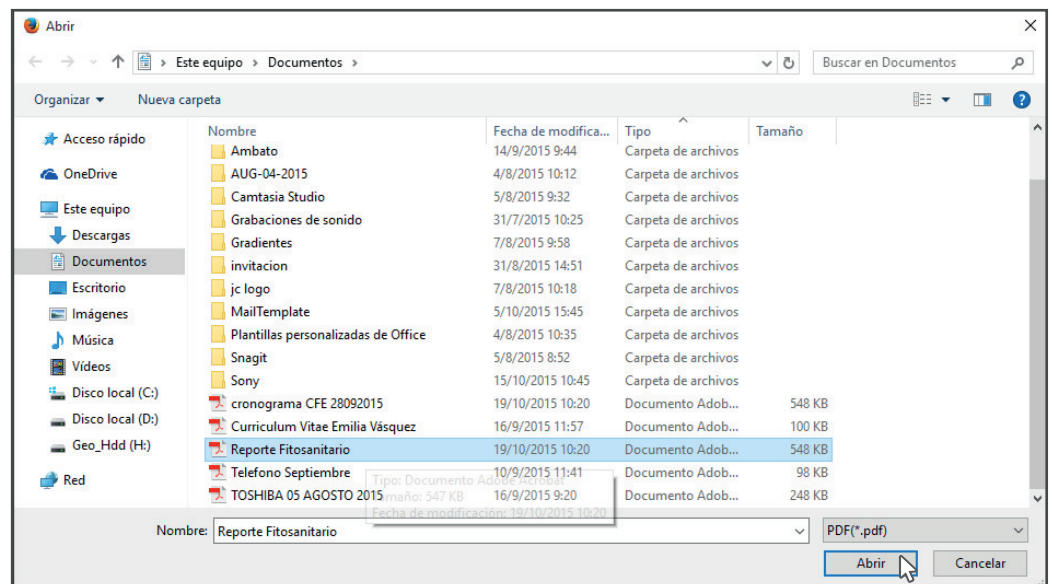 Abrir
Este equipo > Documentos >
Buscar en Documentos
Organizar
Nueva carpeta
Acceso rápido
OneDrive
Este equipo
Descargas
Documentos
Escritorio
Imágenes
Música
Vídeos
Disco local (C:)
Disco local (D:)
Geo_Hdd (H:)
Red
Nombre Fecha de modifica... Tipo Tamaño
Ambato 14/9/2015 9:44 Carpeta de archivos
AUG-04-2015 4/8/2015 10:12 Carpeta de archivos
Camtasia Studio 5/8/2015 9:32 Carpeta de archivos
Grabaciones de sonido 31/7/2015 10:25 Carpeta de archivos
Gradientes 7/8/2015 9:58 Carpeta de archivos
invitacion 31/8/2015 14:51 Carpeta de archivos
jc logo 7/8/2015 10:18 Carpeta de archivos
MailTemplate 5/10/2015 15:45 Carpeta de archivos
Plantillas personalizadas de Office 4/8/2015 10:35 Carpeta de archivos
Snagit 5/8/2015 8:52 Carpeta de archivos
Sony 15/10/2015 10:45 Carpeta de archivos
cronograma CFE 28092015 19/10/2015 10:20 Documento Adob... 548 KB
Curriculum Vitae Emilia Vásquez 16/9/2015 11:57 Documento Adob... 100 KB
Reporte Fitosanitario 19/10/2015 10:20 Documento Adob... 548 KB
Telefono Septiembre 10/9/2015 11:41 Documento Adob... 98 KB
TOSHIBA 05 AGOSTO 2015 16/9/2015 9:20 Documento Adob... 248 KB
Tipo: Documento Adobe Acrobat
Tamaño: 547 KB
Fecha de modificación: 19/10/2015 10:20
Nombre: Reporte Fitosanitario
PDF(*.pdf)
Abrir
Cancelar